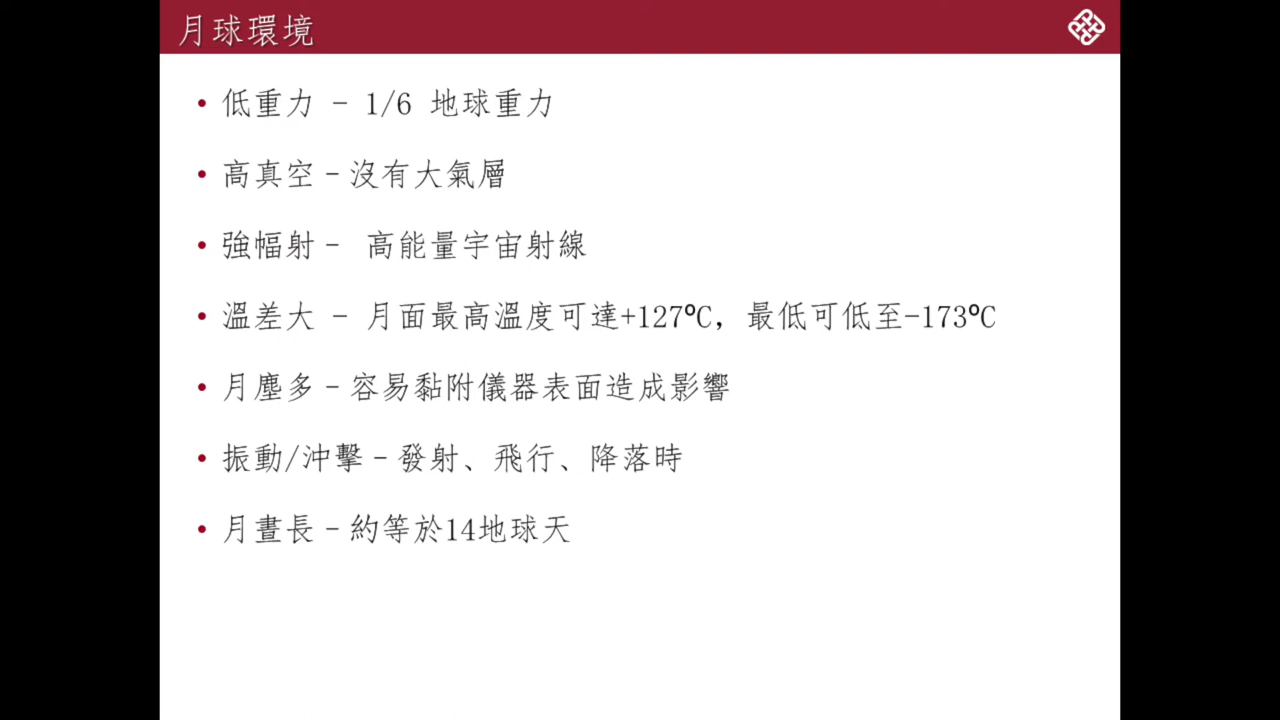 月球環境
• 低重力 - 1/6 地球重力
• 高真空-沒有大氣層
• 強幅射- 高能量宇宙射線
• 溫差大 - 月面最高溫度可達+127ºC, 最低可低至-173ºC
• 月塵多-容易黏附儀器表面造成影響
• 振動/沖擊-發射、飛行、降落時
• 月晝長-約等於14地球天